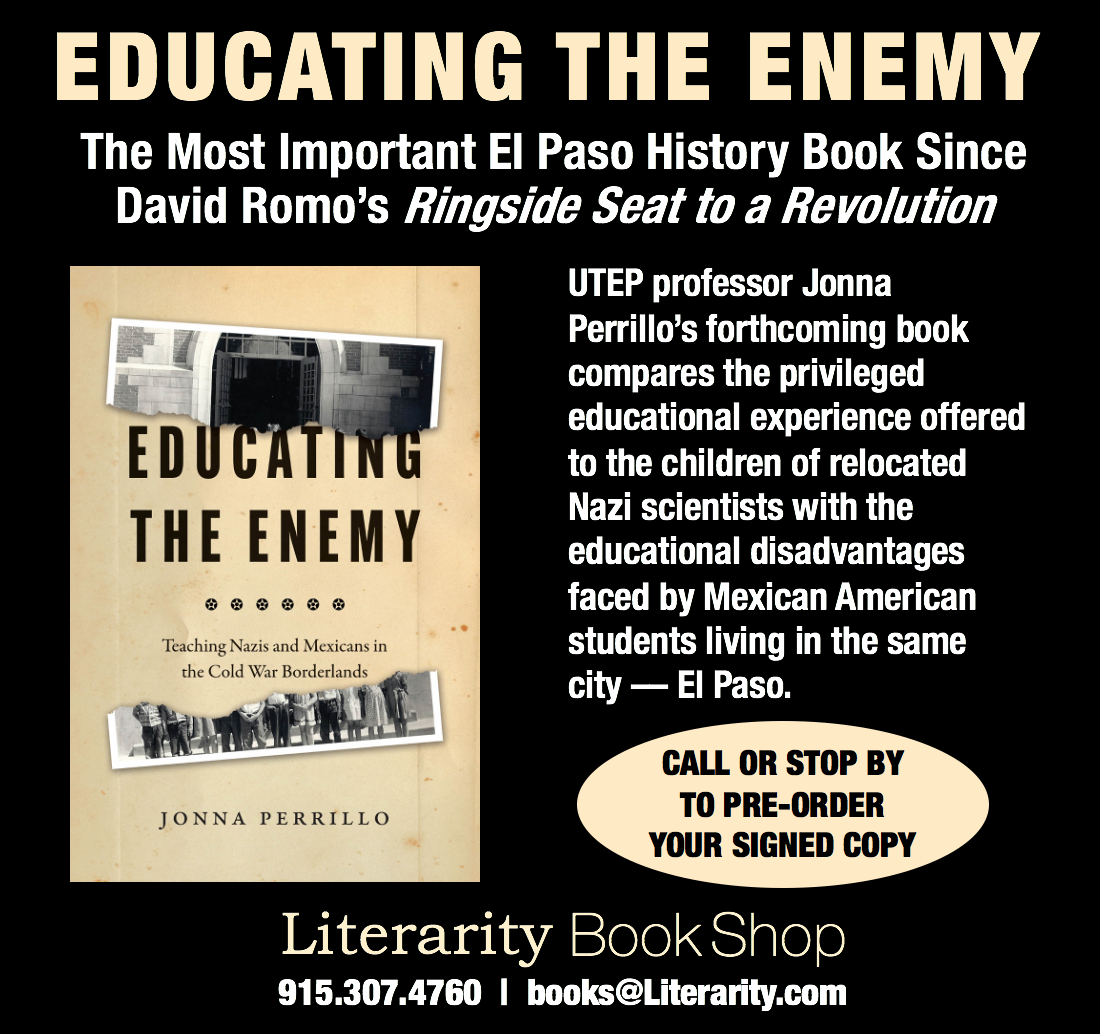 EDUCATING THE ENEMY
The Most Important El Paso History Book Since
David Romo’s Ringside Seat to a Revolution
EDUCATING
THE ENEMY
Teaching Nazis and Mexicans in
the Cold War Borderlands
JONNA PERRILLO
UTEP professor Jonna
Perrillo’s forthcoming book
compares the privileged
educational experience offered
to the children of relocated
Nazi scientists with the
educational disadvantages
faced by Mexican American
students living in the same
city — El Paso.
CALL OR STOP BY
TO PRE-ORDER
YOUR SIGNED COPY
Literarity Book Shop
915.307.4760 | books@Literarity.com